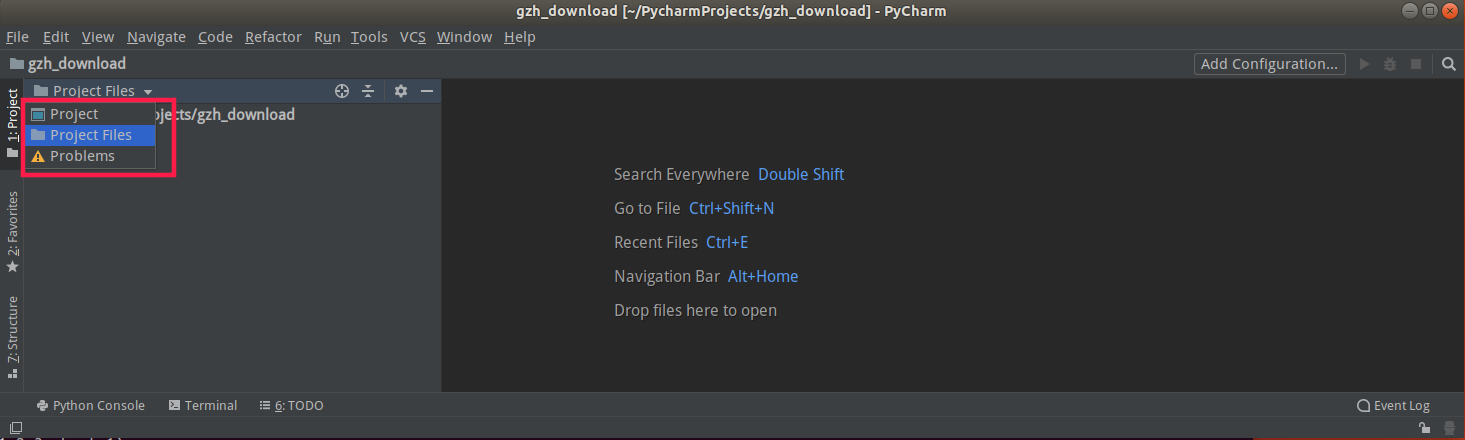 gzh_download [~/PycharmProjects/gzh_download] - PyCharm
File Edit View Navigate Code Refactor Run Tools VCS Window Help
gzh_download
Add Configuration...
1: Project
2: Favorites
7: Structure
Project Files
jects/gzh_download
Project
Project Files
Problems
Search Everywhere Double Shift
Go to File Ctrl+Shift+N
Recent Files Ctrl+E
Navigation Bar Alt+Home
Drop files here to open
Python Console Terminal 6: TODO
Event Log